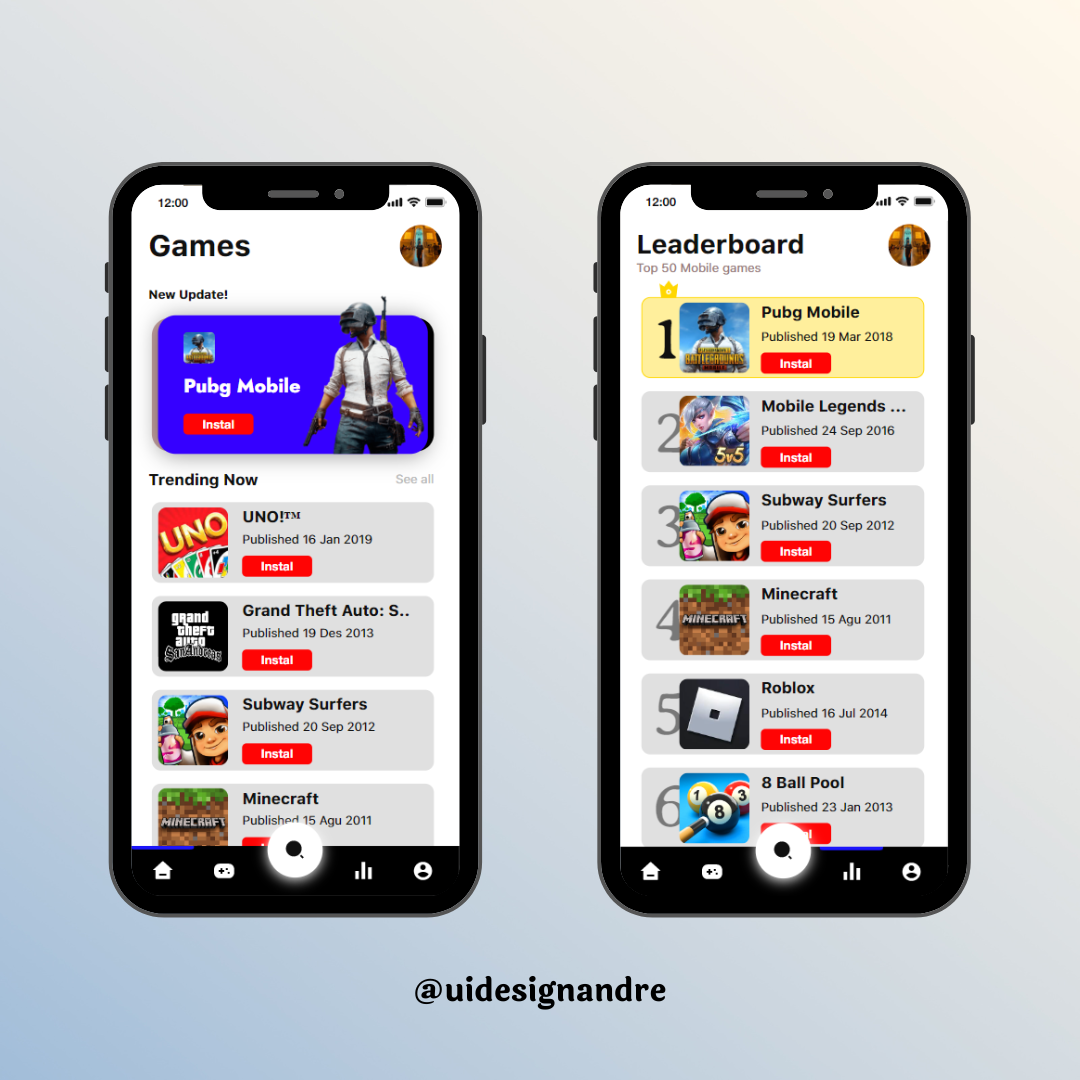 12:00
Games
New Update!
Pubg Mobile
Instal
Trending Now
See all
UNO
UNO!™
Published 16 Jan 2019
Instal
grand
theft
auto
San Andreas
Grand Theft Auto: S..
Published 19 Des 2013
Instal
Subway Surfers
Published 20 Sep 2012
Instal
MINECRAFT
Minecraft
Published 15 Agu 2011
12:00
Leaderboard
Top 50 Mobile games
1
BATTLEGROUNDS
Pubg Mobile
Published 19 Mar 2018
Instal
2
5v5
Mobile Legends ...
Published 24 Sep 2016
Instal
3
Subway Surfers
Published 20 Sep 2012
Instal
4
MINECRAFT
Minecraft
Published 15 Agu 2011
Instal
5
Roblox
Published 16 Jul 2014
Instal
6
1
3
8
8 Ball Pool
Published 23 Jan 2013
@uidesignandre